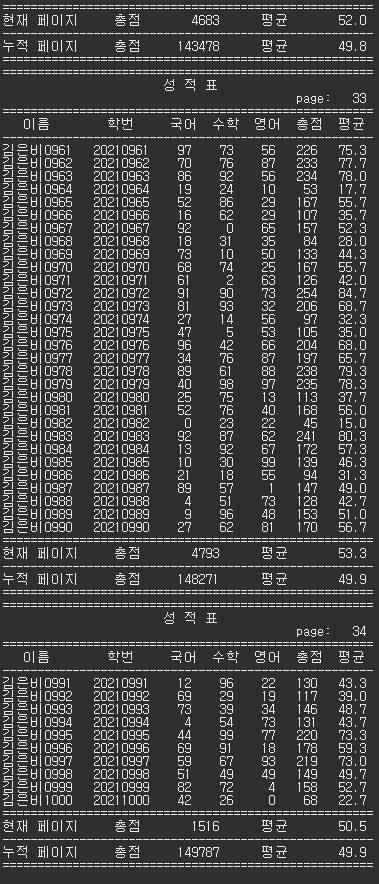 현재 페이지 총점 4683 평균 52.0
누적 페이지 총점 143478 평균 49.8
성 적 표
page: 33
이름 학번 국어 수학 영어 총점 평균
김은비0961 20210961 97 73 56 226 75.3
김은비0962 20210962 70 76 87 233 77.7
김은비0963 20210963 86 92 56 234 78.0
김은비0964 20210964 19 24 10 53 17.7
김은비0965 20210965 52 86 29 167 55.7
김은비0966 20210966 16 62 29 107 35.7
김은비0967 20210967 92 0 65 157 52.3
김은비0968 20210968 18 31 35 84 28.0
김은비0969 20210969 73 10 50 133 44.3
김은비0970 20210970 68 74 25 167 55.7
김은비0971 20210971 61 2 63 126 42.0
김은비0972 20210972 91 90 73 254 84.7
김은비0973 20210973 81 93 32 206 68.7
김은비0974 20210974 27 14 56 97 32.3
김은비0975 20210975 47 5 53 105 35.0
김은비0976 20210976 96 42 66 204 68.0
김은비0977 20210977 34 76 87 197 65.7
김은비0978 20210978 89 61 88 238 79.3
김은비0979 20210979 40 98 97 235 78.3
김은비0980 20210980 25 75 13 113 37.7
김은비0981 20210981 52 76 40 168 56.0
김은비0982 20210982 0 23 22 45 15.0
김은비0983 20210983 92 87 62 241 80.3
김은비0984 20210984 13 92 67 172 57.3
김은비0985 20210985 10 30 99 139 46.3
김은비0986 20210986 21 18 55 94 31.3
김은비0987 20210987 89 57 1 147 49.0
김은비0988 20210988 4 51 73 128 42.7
김은비0989 20210989 9 96 48 153 51.0
김은비0990 20210990 27 62 81 170 56.7
현재 페이지 총점 4793 평균 53.3
누적 페이지 총점 148271 평균 49.9
성 적 표
page: 34
이름 학번 국어 수학 영어 총점 평균
김은비0991 20210991 12 96 22 130 43.3
김은비0992 20210992 69 29 19 117 39.0
김은비0993 20210993 73 39 34 146 48.7
김은비0994 20210994 4 54 73 131 43.7
김은비0995 20210995 44 99 77 220 73.3
김은비0996 20210996 69 91 18 178 59.3
김은비0997 20210997 59 67 93 219 73.0
김은비0998 20210998 51 49 49 149 49.7
김은비0999 20210999 82 72 4 158 52.7
김은비1000 20211000 42 26 0 68 22.7
현재 페이지 총점 1516 평균 50.5
누적 페이지 총점 149787 평균 49.9